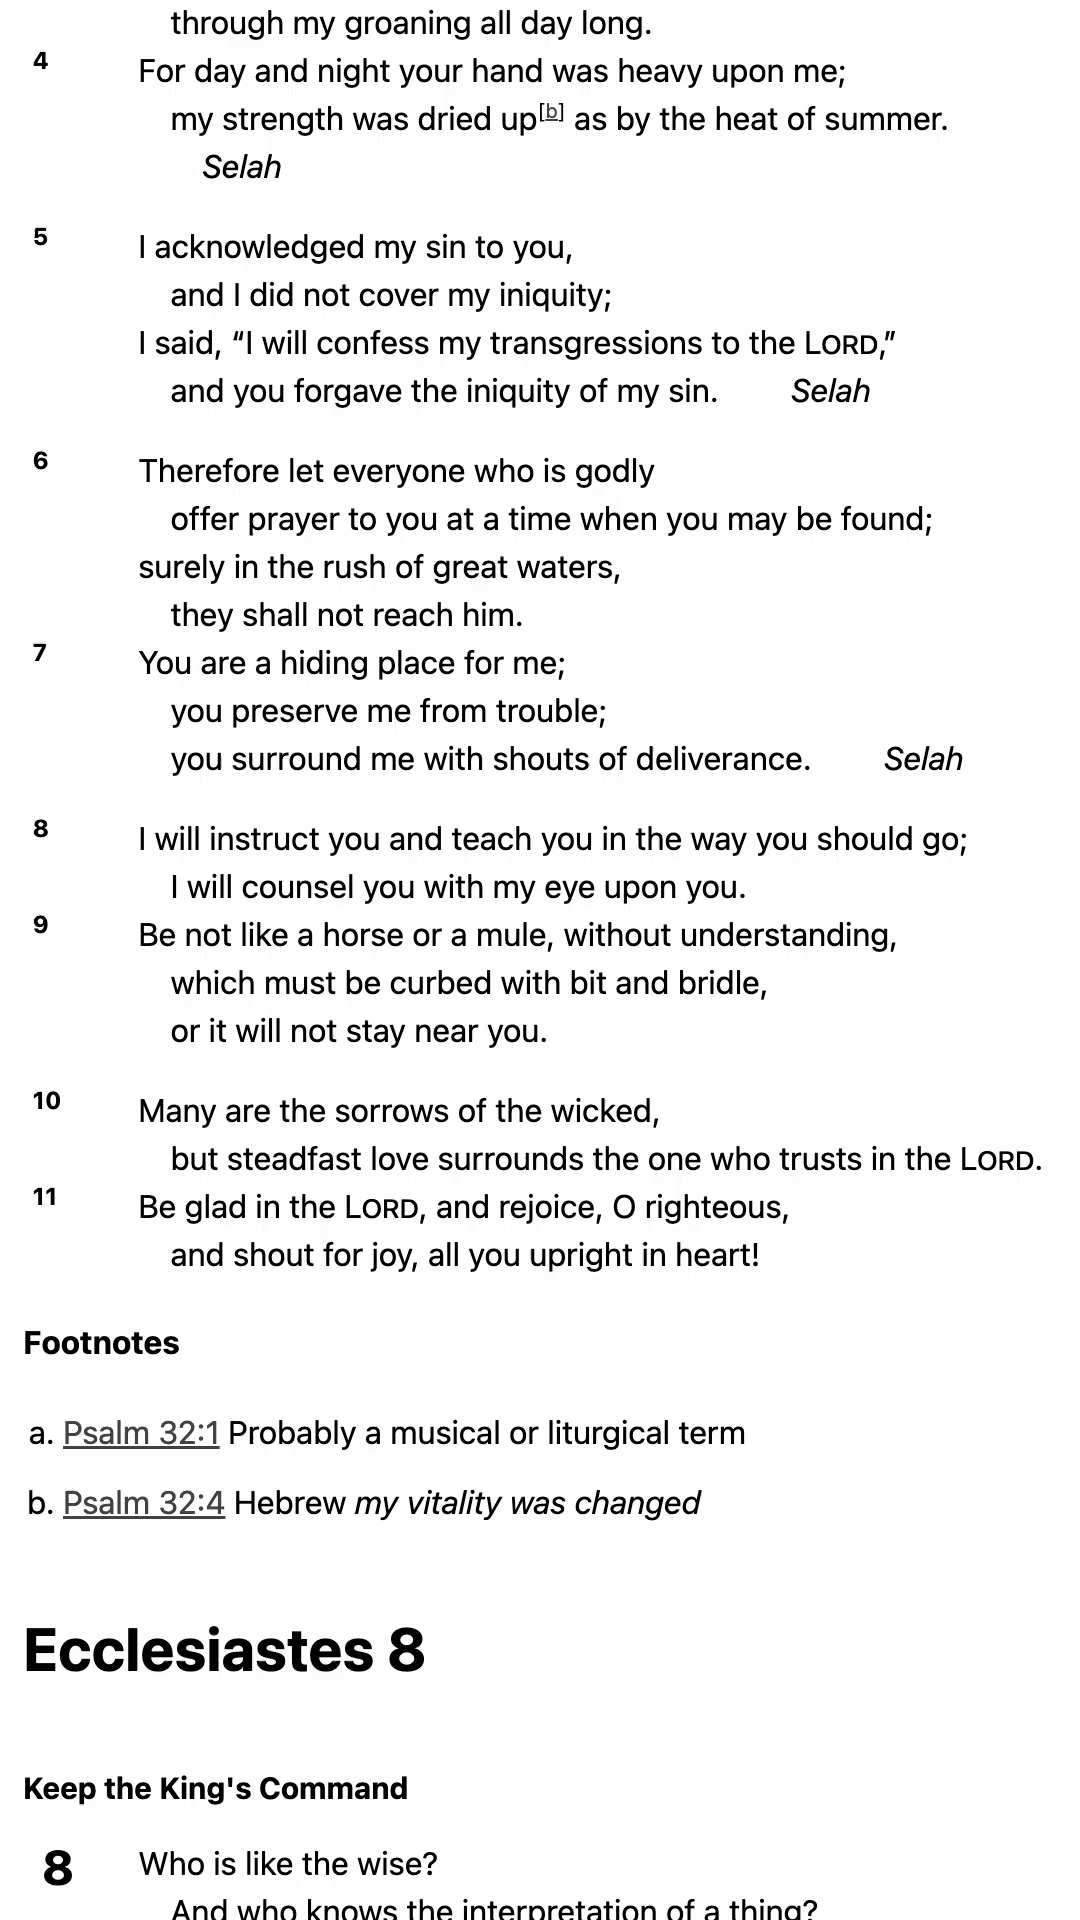 through my groaning all day long.
4 For day and night your hand was heavy upon me;
my strength was dried up[b] as by the heat of summer.
Selah
5 I acknowledged my sin to you,
and I did not cover my iniquity;
I said, “I will confess my transgressions to the LORD,”
and you forgave the iniquity of my sin. Selah
6 Therefore let everyone who is godly
offer prayer to you at a time when you may be found;
surely in the rush of great waters,
they shall not reach him.
7 You are a hiding place for me;
you preserve me from trouble;
you surround me with shouts of deliverance. Selah
8 I will instruct you and teach you in the way you should go;
I will counsel you with my eye upon you.
9 Be not like a horse or a mule, without understanding,
which must be curbed with bit and bridle,
or it will not stay near you.
10 Many are the sorrows of the wicked,
but steadfast love surrounds the one who trusts in the LORD.
11 Be glad in the LORD, and rejoice, O righteous,
and shout for joy, all you upright in heart!
Footnotes
a. Psalm 32:1 Probably a musical or liturgical term
b. Psalm 32:4 Hebrew my vitality was changed
Ecclesiastes 8
Keep the King's Command
8 Who is like the wise?
And who knows the interpretation of a thing?